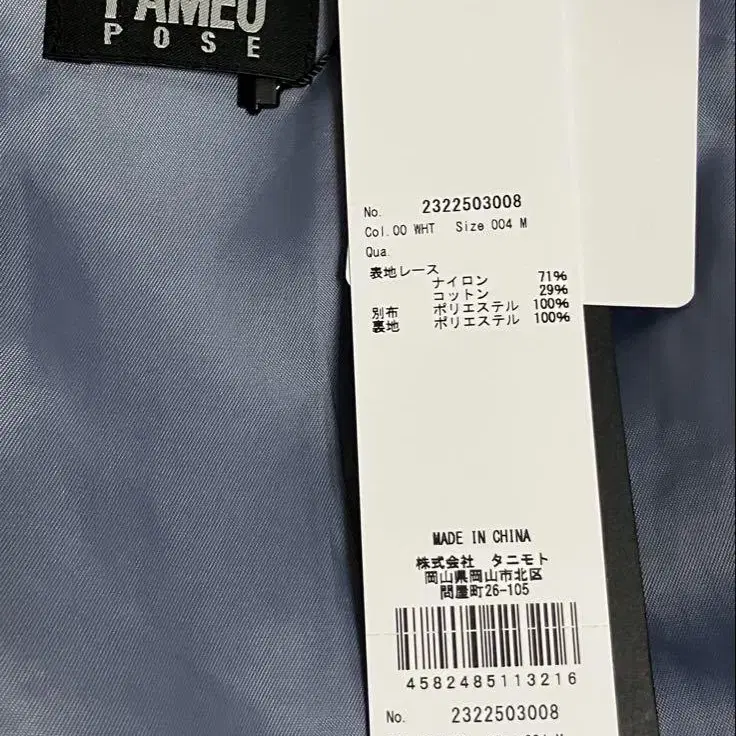 PAMEO
POSE
No. 2322503008
Col.00 WHT Size 004 M
Qua.
表地レース
ナイロン 71%
コットン 29%
別布 ポリエステル 100%
裏地 ポリエステル 100%
MADE IN CHINA
株式会社 タニモト
岡山県岡山市北区
問屋町26-105
4582485113216
No. 2322503008